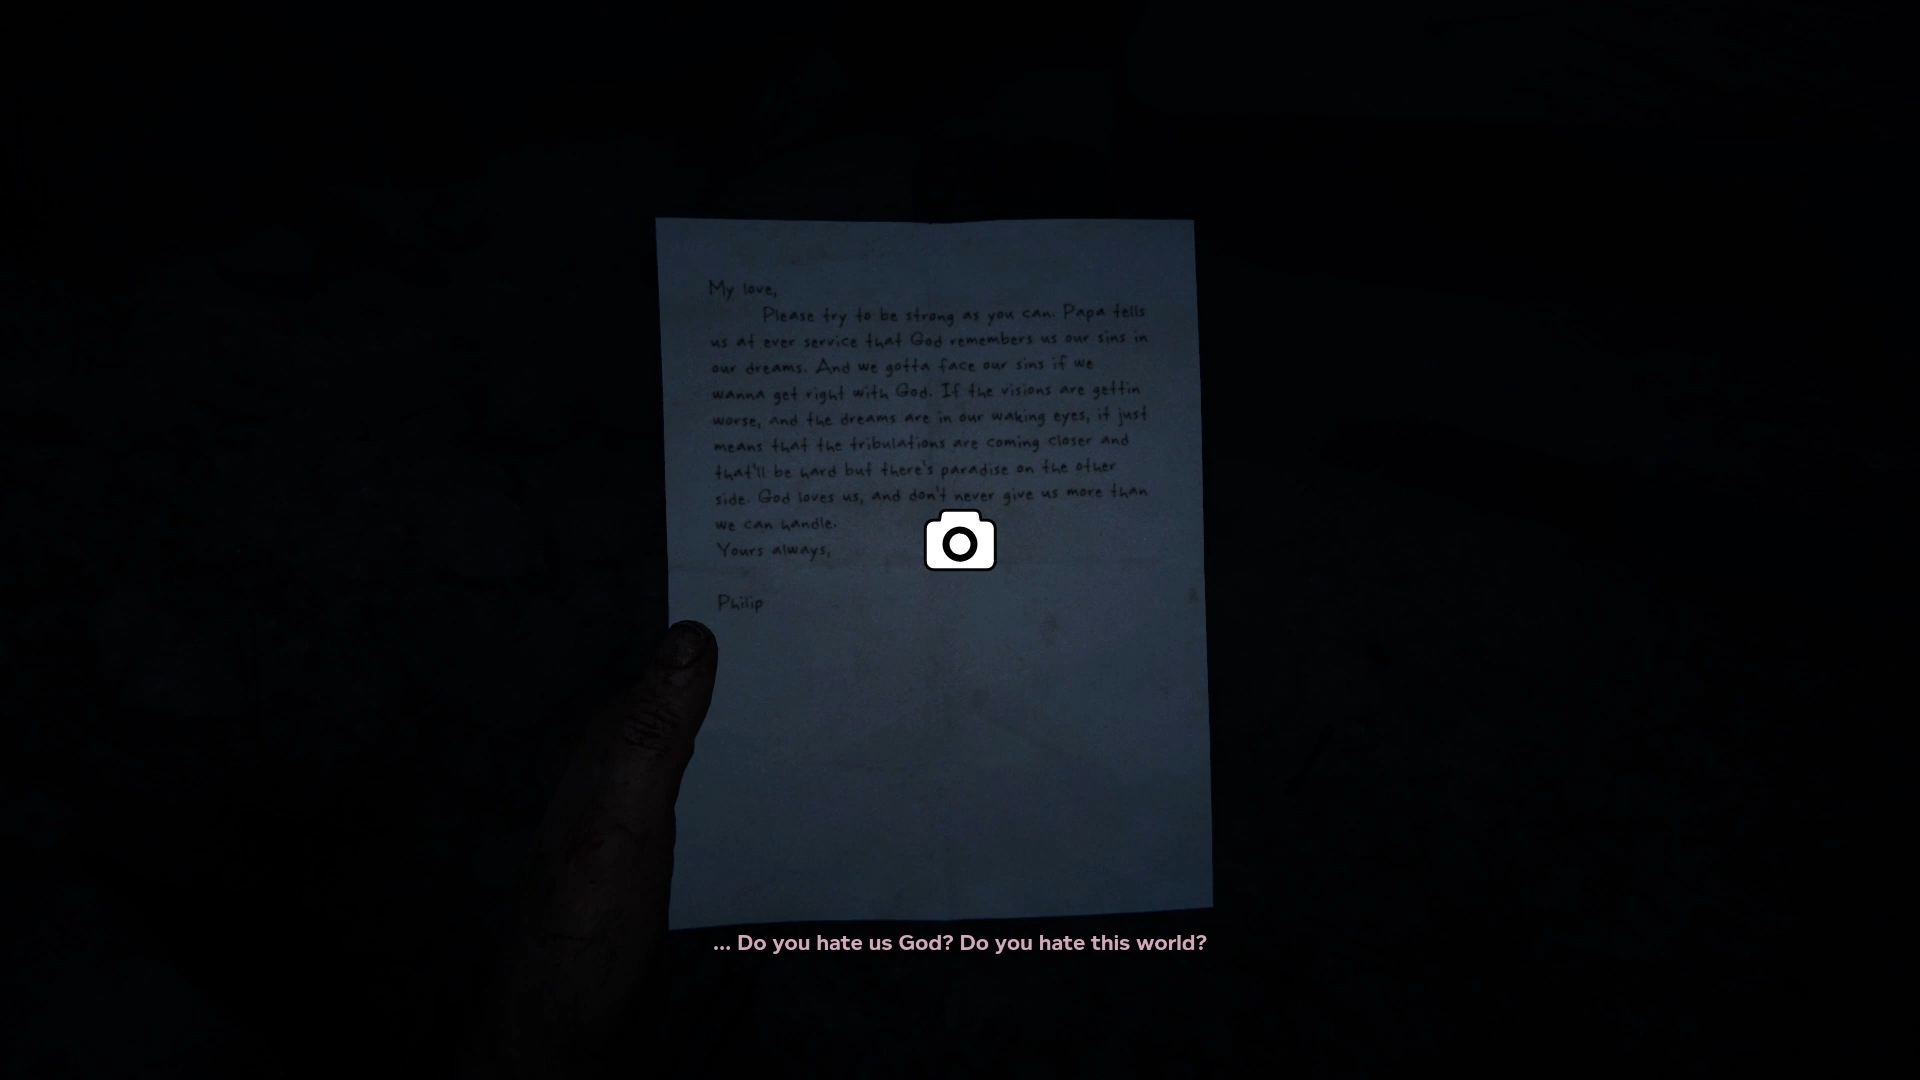 My love,
Please try to be strong as you can. Papa tells
us at ever service that God remembers us our sins in
our dreams. And we gotta face our sins if we
wanna get right with God. If the visions are gettin
worse, and the dreams are in our waking eyes, it just
means that the tribulations are coming closer and
that'll be hard but there's paradise on the other
side. God loves us, and don't never give us more than
we can handle.
Yours always,
Philip
... Do you hate us God? Do you hate this world?